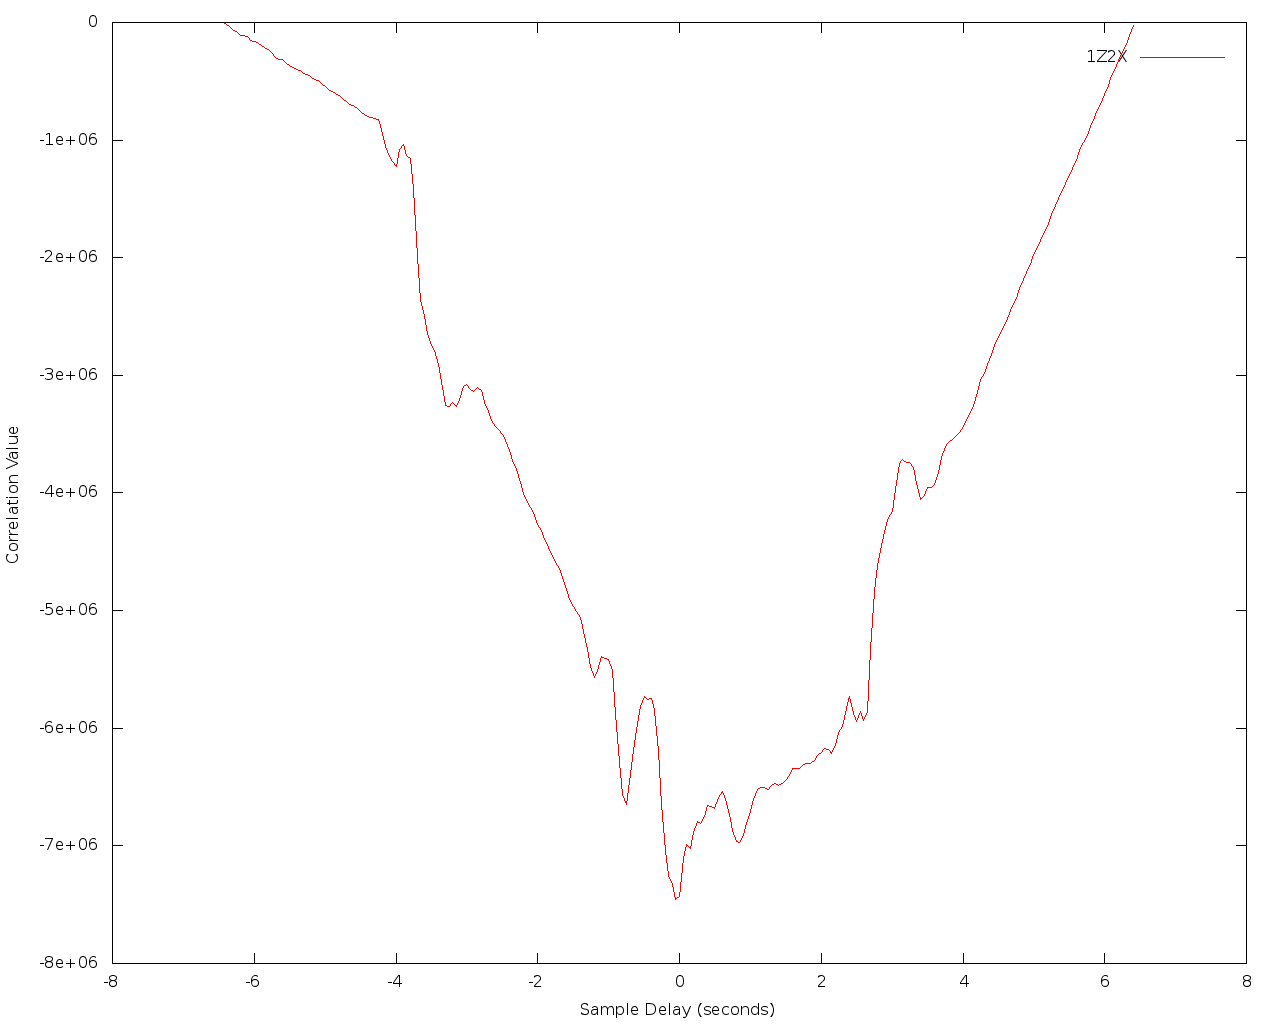 0
-1e+06
-2e+06
-3e+06
-4e+06
-5e+06
-6e+06
-7e+06
-8e+06
-8 -6 -4 -2 0 2 4 6 8
Sample Delay (seconds)
Correlation Value
1Z2X